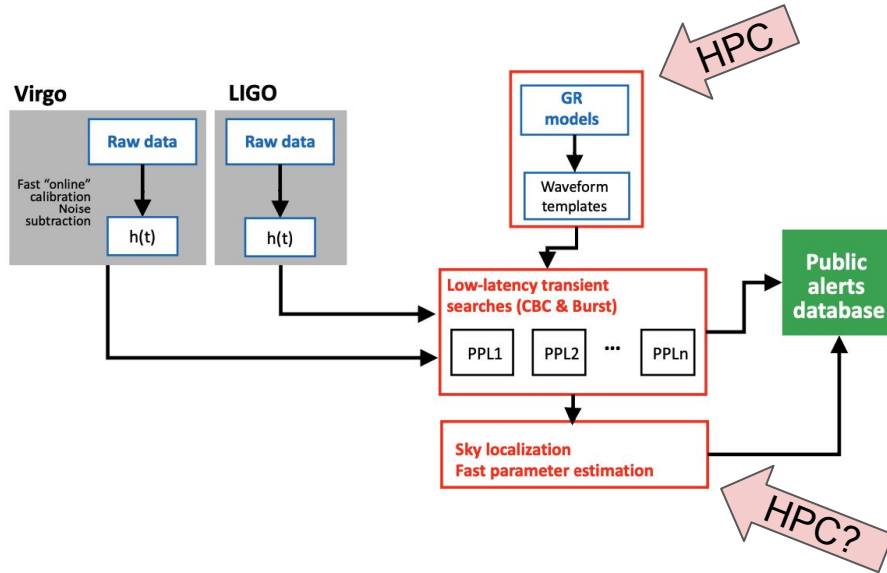 HPC
Virgo
LIGO
Raw data
Raw data
Fast “online”
calibration
Noise
subtraction
h(t)
h(t)
GR
models
Waveform
templates
Low-latency transient
searches (CBC & Burst)
PPL1
PPL2
...
PPLn
Public
alerts
database
Sky localization
Fast parameter estimation
HPC?